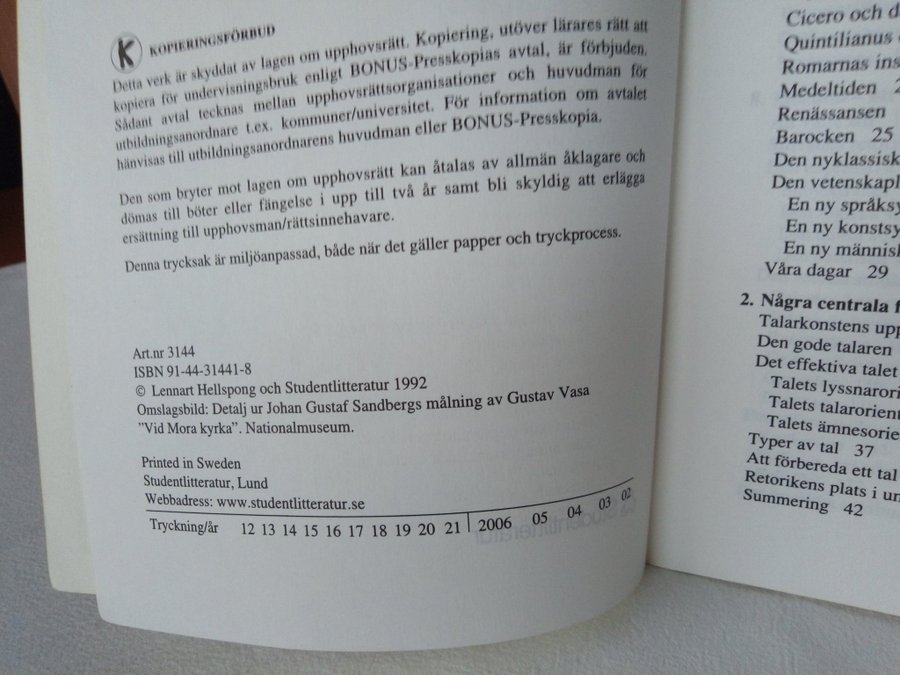 K KOPIERINGSFÖRBUD
Detta verk är skyddat av lagen om upphovsrätt. Kopiering, utöver lärares rätt att
kopiera för undervisningsbruk enligt BONUS-Presskopias avtal, är förbjuden.
Sådant avtal tecknas mellan upphovsrättsorganisationer och huvudman för
utbildningsanordnare t.ex. kommuner/universitet. För information om avtalet
hänvisas till utbildningsanordnarens huvudman eller BONUS-Presskopia.
Den som bryter mot lagen om upphovsrätt kan åtalas av allmän åklagare och
dömas till böter eller fängelse i upp till två år samt bli skyldig att erlägga
ersättning till upphovsman/rättsinnehavare.
Denna trycksak är miljöanpassad, både när det gäller papper och tryckprocess.
Art.nr 3144
ISBN 91-44-31441-8
© Lennart Hellspong och Studentlitteratur 1992
Omslagsbild: Detalj ur Johan Gustaf Sandbergs målning av Gustav Vasa
"Vid Mora kyrka". Nationalmuseum.
Printed in Sweden
Studentlitteratur, Lund
Webbadress: www.studentlitteratur.se
Tryckning/år 12 13 14 15 16 17 18 19 20 21 2006 05 04 03 02
Cicero och d
Quintilianus
Romarnas ins
Medeltiden
Renässansen
Barocken 25
Den nyklassisk
Den vetenskapl
En ny språksy
En ny konstsy
En ny människ
Våra dagar 29
2. Några centrala f
Talarkonstens upp
Den gode talaren
Det effektiva talet
Talets lyssnarori
Talets talarorient
Talets ämnesorie
Typer av tal 37
Att förbereda ett tal
Retorikens plats i un
Summering 42